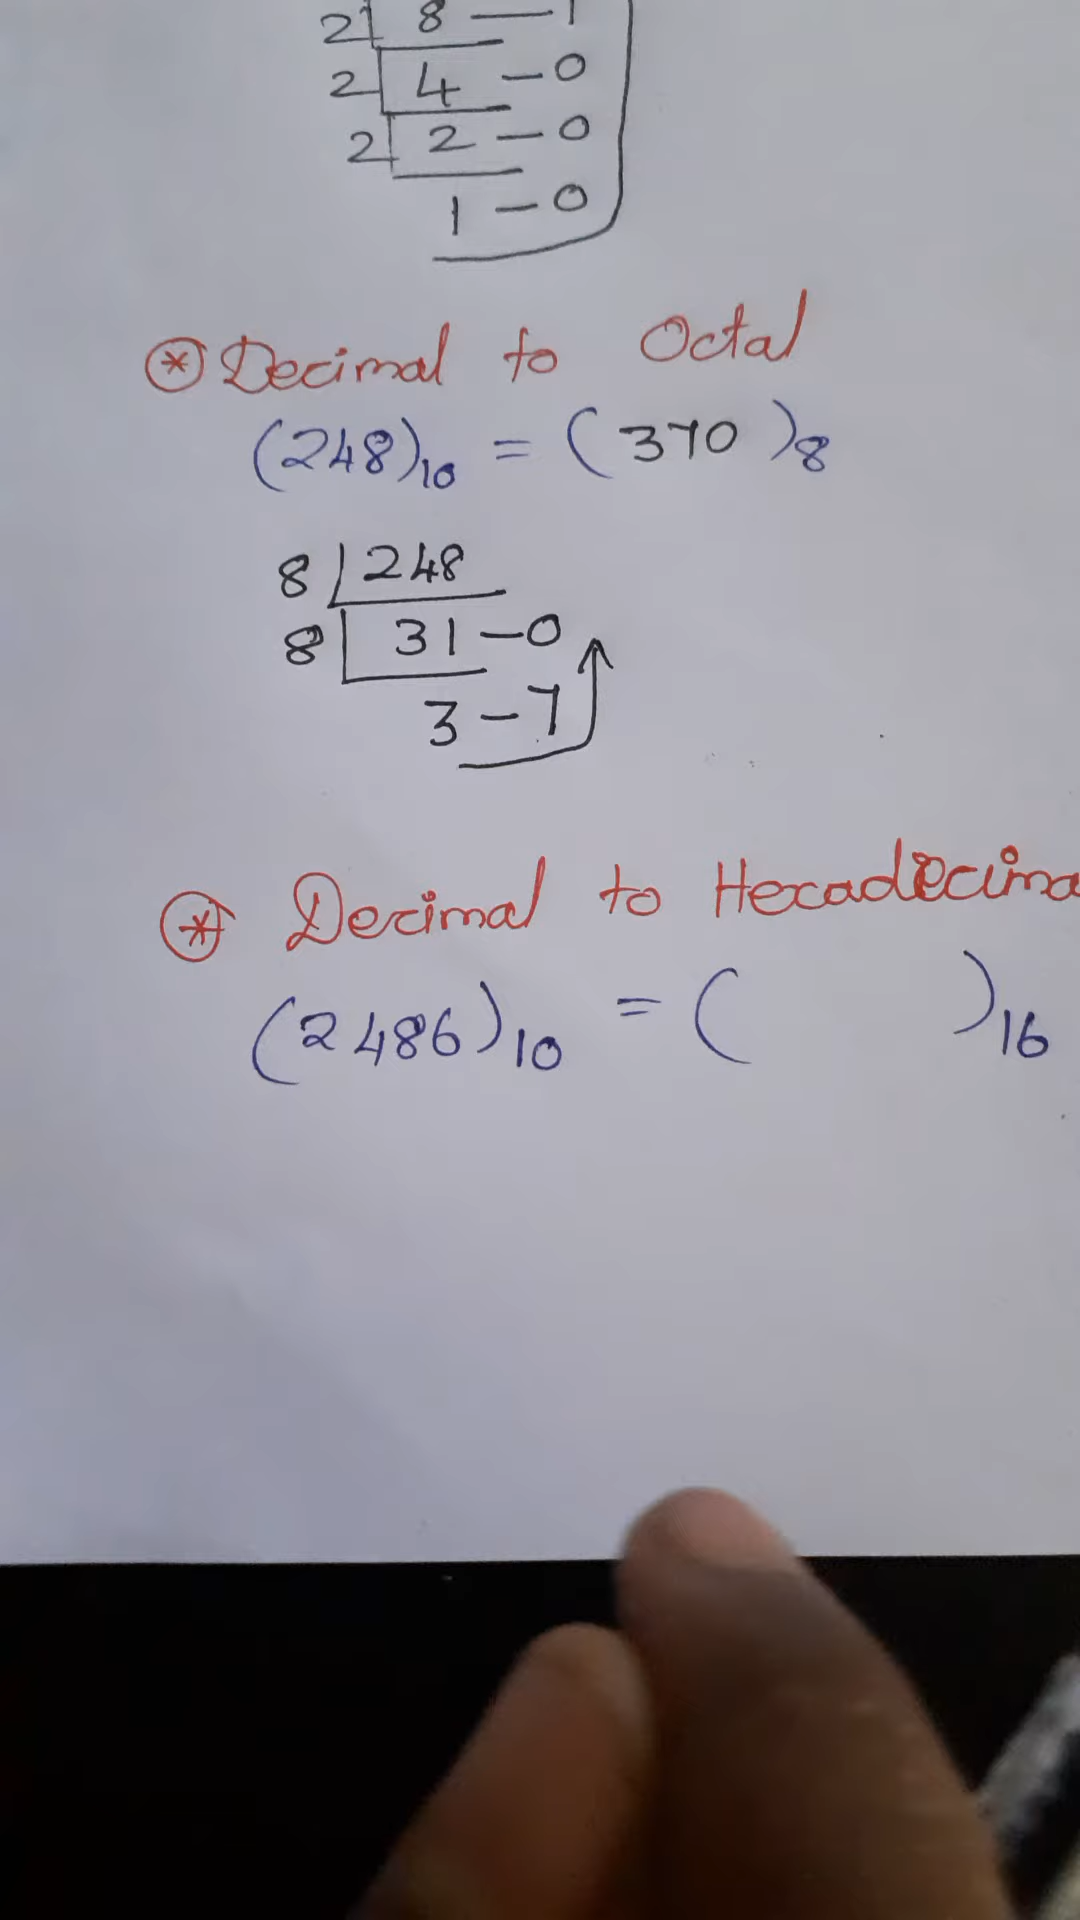 2 8 — 1
2 4 — 0
2 2 — 0
1 — 0
* Decimal to Octal
(248)10 = (370)8
8 248
8 31 — 0
3 — 7
* Decimal to Hexadecima
(2486)10 = ( )16